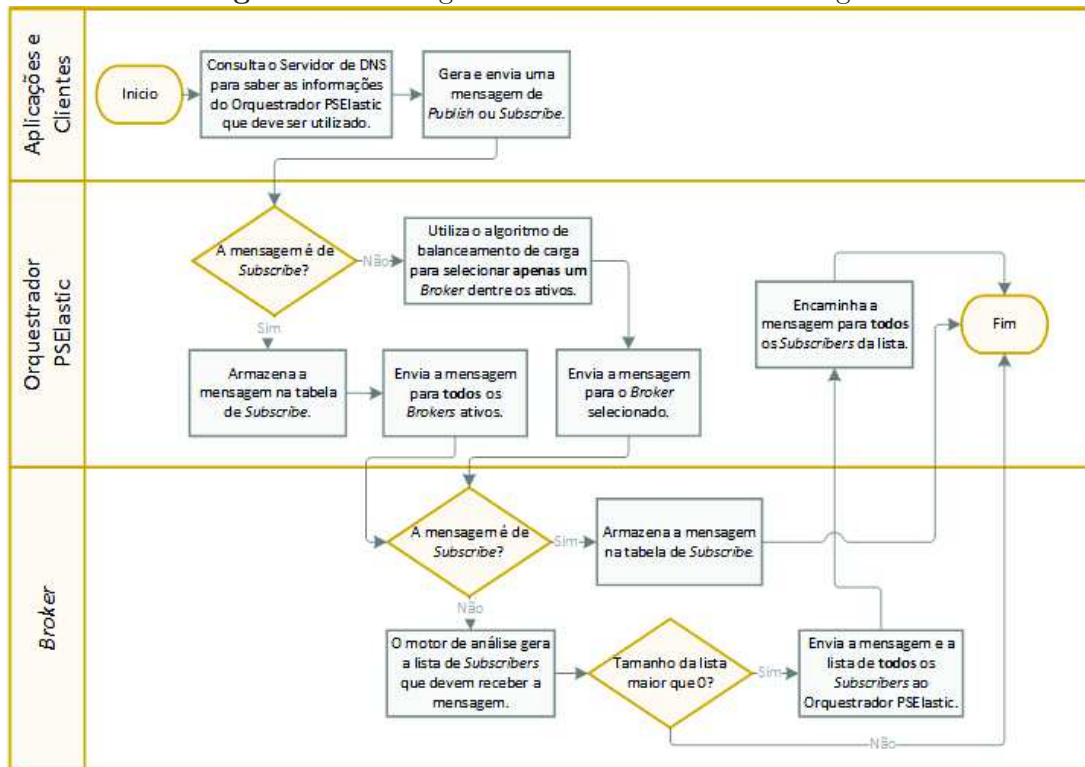 Aplicações e
Clientes
Inicio
Consulta o Servidor de DNS
para saber as informações
do Orquestrador PSElastic
que deve ser utilizado.
Gera e envia uma
mensagem de
Publish ou Subscribe.
Orquestrador
PSElastic
A mensagem é de
Subscribe?
Não
Utiliza o algoritmo de
balanceamento de carga
para selecionar apenas um
Broker dentre os ativos.
Sim
Armazena a
mensagem na tabela
de Subscribe.
Envia a mensagem
para todos os
Brokers ativos.
Envia a mensagem
para o Broker
selecionado.
Encaminha a
mensagem para todos
os Subscribers da lista.
Fim
Broker
A mensagem é de
Subscribe?
Sim
Armazena a mensagem
na tabela de Subscribe.
Não
O motor de análise gera
a lista de Subscribers
que devem receber a
mensagem.
Tamanho da lista
maior que 0?
Sim
Envia a mensagem e a
lista de todos os
Subscribers ao
Orquestrador PSElastic.
Não